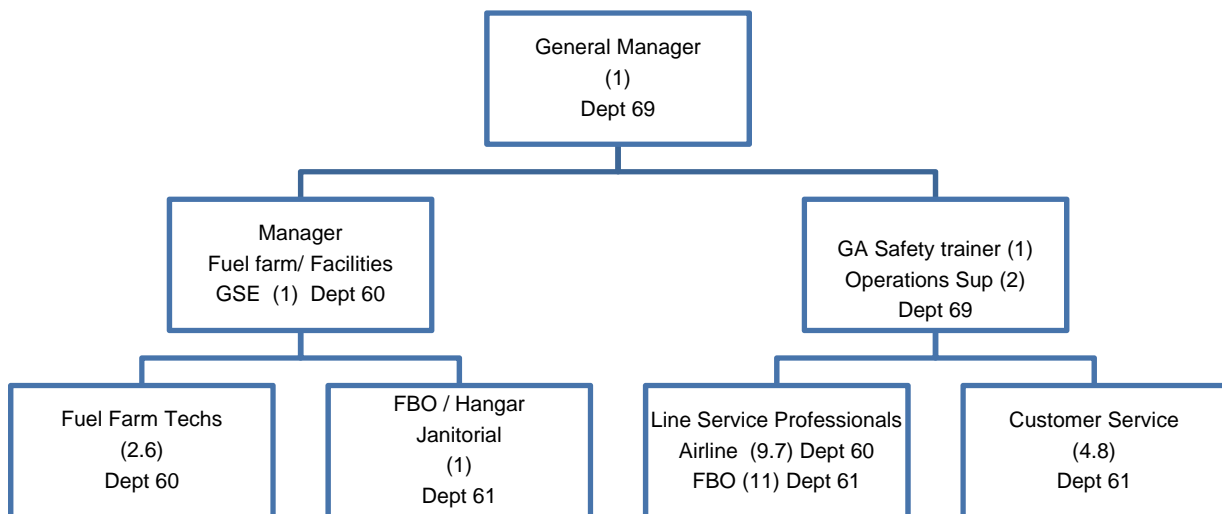 General Manager
(1)
Dept 69
Manager
Fuel farm/ Facilities
GSE (1) Dept 60
GA Safety trainer (1)
Operations Sup (2)
Dept 69
Fuel Farm Techs
(2.6)
Dept 60
FBO / Hangar
Janitorial
(1)
Dept 61
Line Service Professionals
Airline (9.7) Dept 60
FBO (11) Dept 61
Customer Service
(4.8)
Dept 61